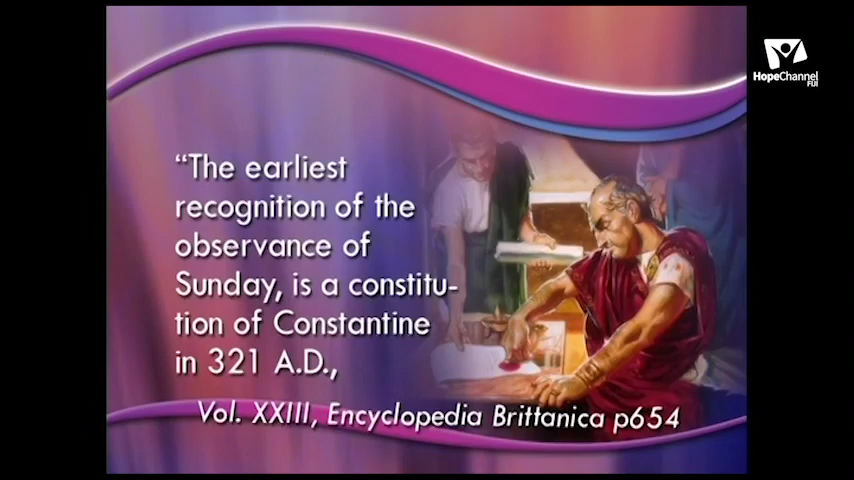 HopeChannel
FIJI
“The earliest
recognition of the
observance of
Sunday, is a constitu-
tion of Constantine
in 321 A.D.,
Vol. XXIII, Encyclopedia Brittanica p654